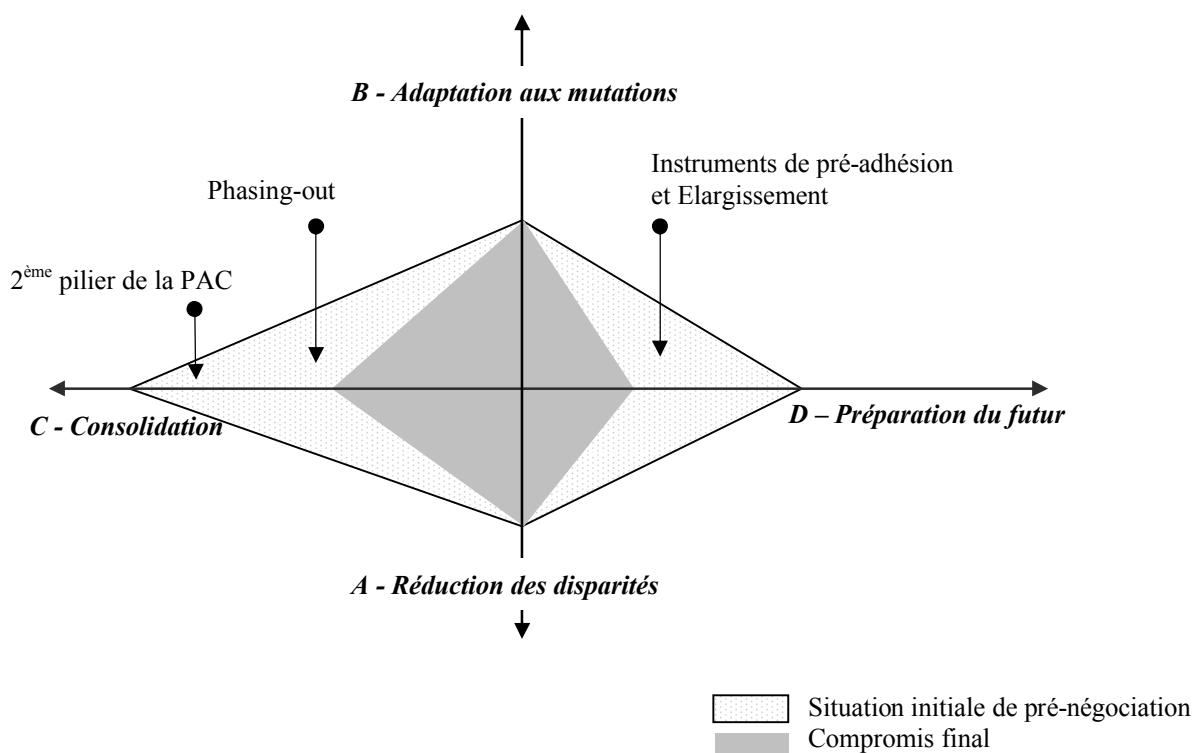 B - Adaptation aux mutations
Instruments de pré-adhésion
et Elargissement
Phasing-out
2ème pilier de la PAC
C - Consolidation
D – Préparation du futur
A - Réduction des disparités
Situation initiale de pré-négociation
Compromis final